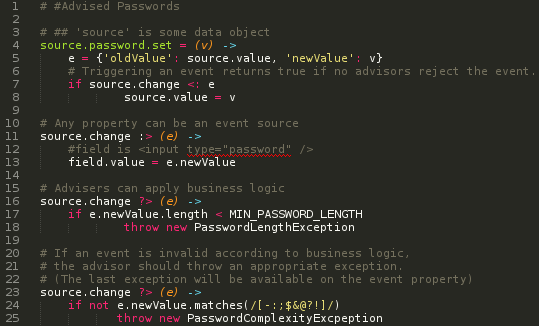 1 # #Advised Passwords
2
3 # ## 'source' is some data object
4 source.password.set = (v) ->
5 e = {'oldValue': source.value, 'newValue': v}
6 # Triggering an event returns true if no advisors reject the event.
7 if source.change <: e
8 source.value = v
9
10 # Any property can be an event source
11 source.change :> (e) ->
12 #field is <input type="password" />
13 field.value = e.newValue
14
15 # Advisers can apply business logic
16 source.change ?> (e) ->
17 if e.newValue.length < MIN_PASSWORD_LENGTH
18 throw new PasswordLengthException
19
20 # If an event is invalid according to business logic,
21 # the advisor should throw an appropriate exception.
22 # (The last exception will be available on the event property)
23 source.change ?> (e) ->
24 if not e.newValue.matches(/[-:;$&@?!]/)
25 throw new PasswordComplexityExcpeption